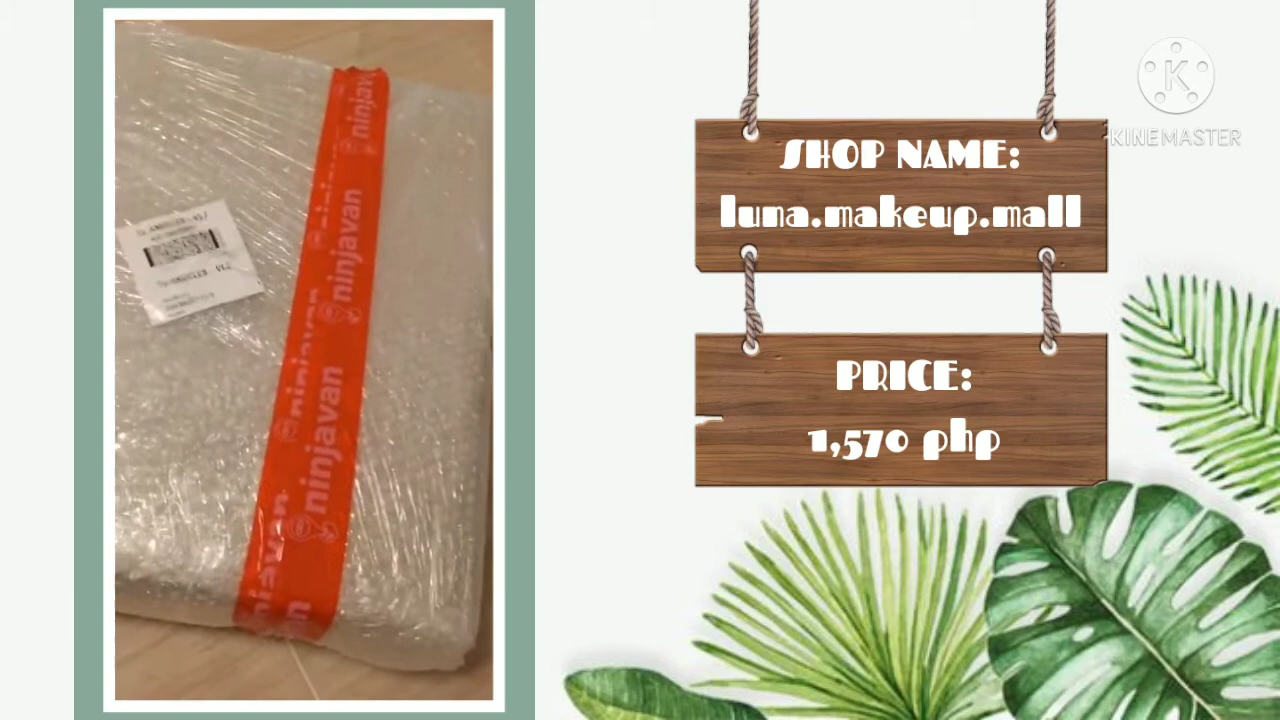 SHOP NAME:
luna.makeup.mall
PRICE:
1,570 php
K
KINEMASTER
ninjavan
ninjavan
ninjavan
ninjavan
ninjavan